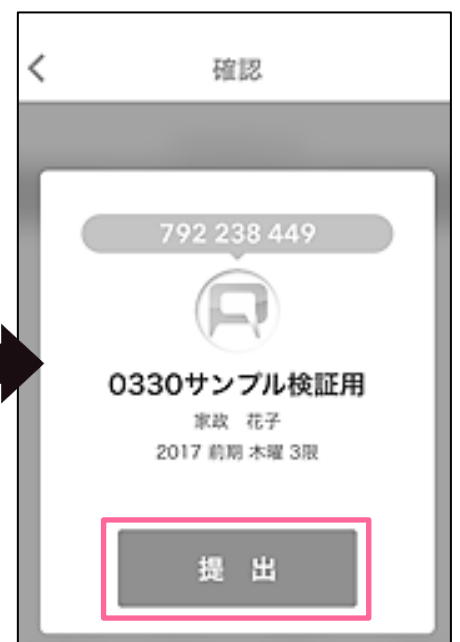 確認
792 238 449
0330サンプル検証用
家政 花子
2017 前期 木曜 3限
提 出